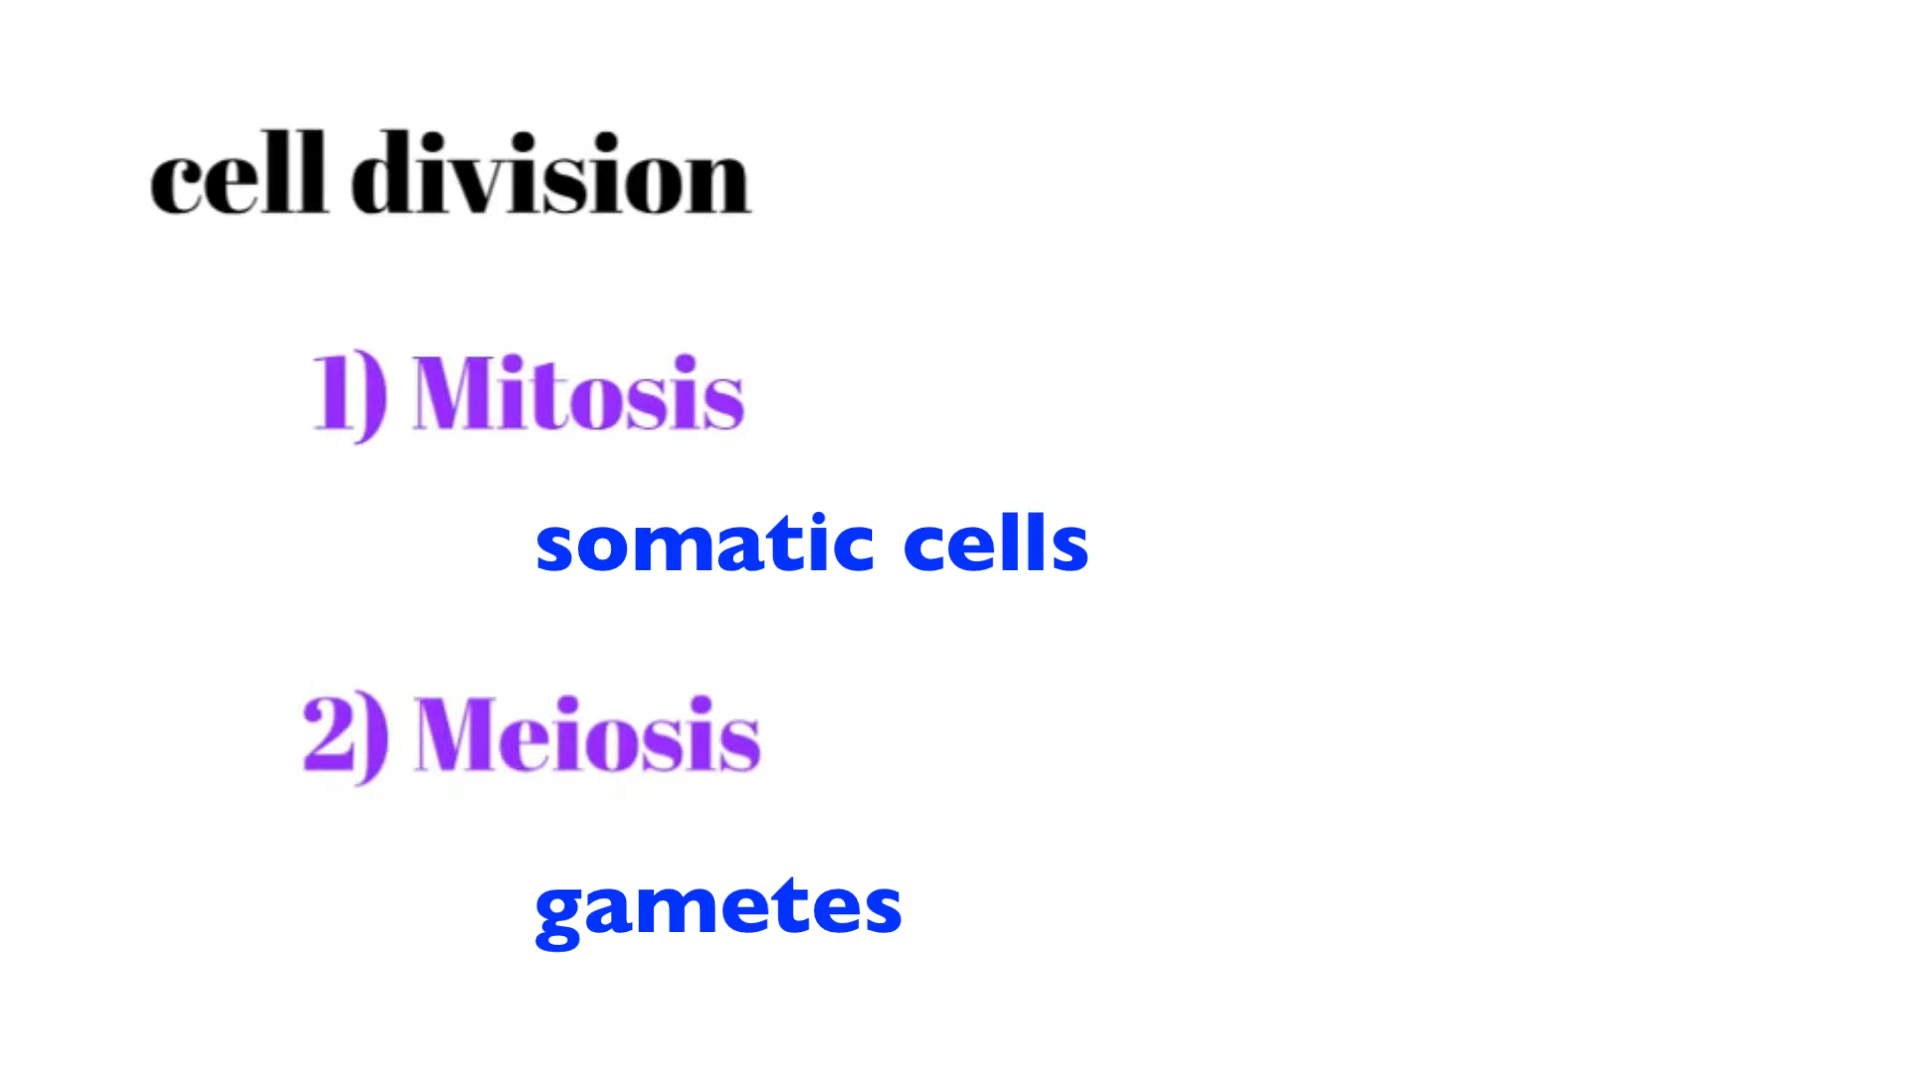 cell division
1) Mitosis
somatic cells
2) Meiosis
gametes